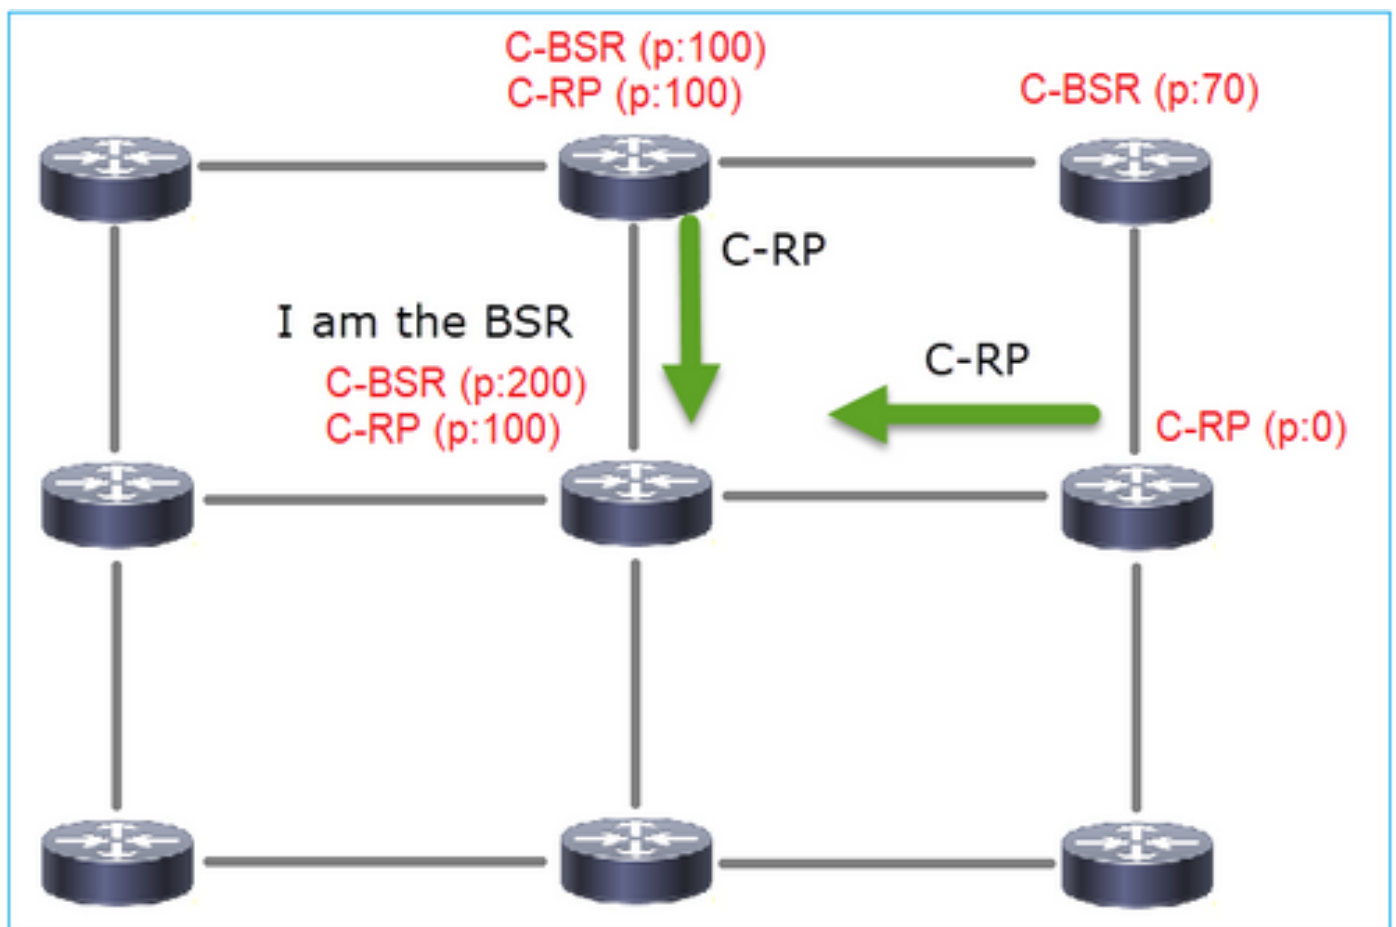 C-BSR (p:100)
C-RP (p:100)
C-BSR (p:70)
C-RP
I am the BSR
C-BSR (p:200)
C-RP (p:100)
C-RP
C-RP (p:0)